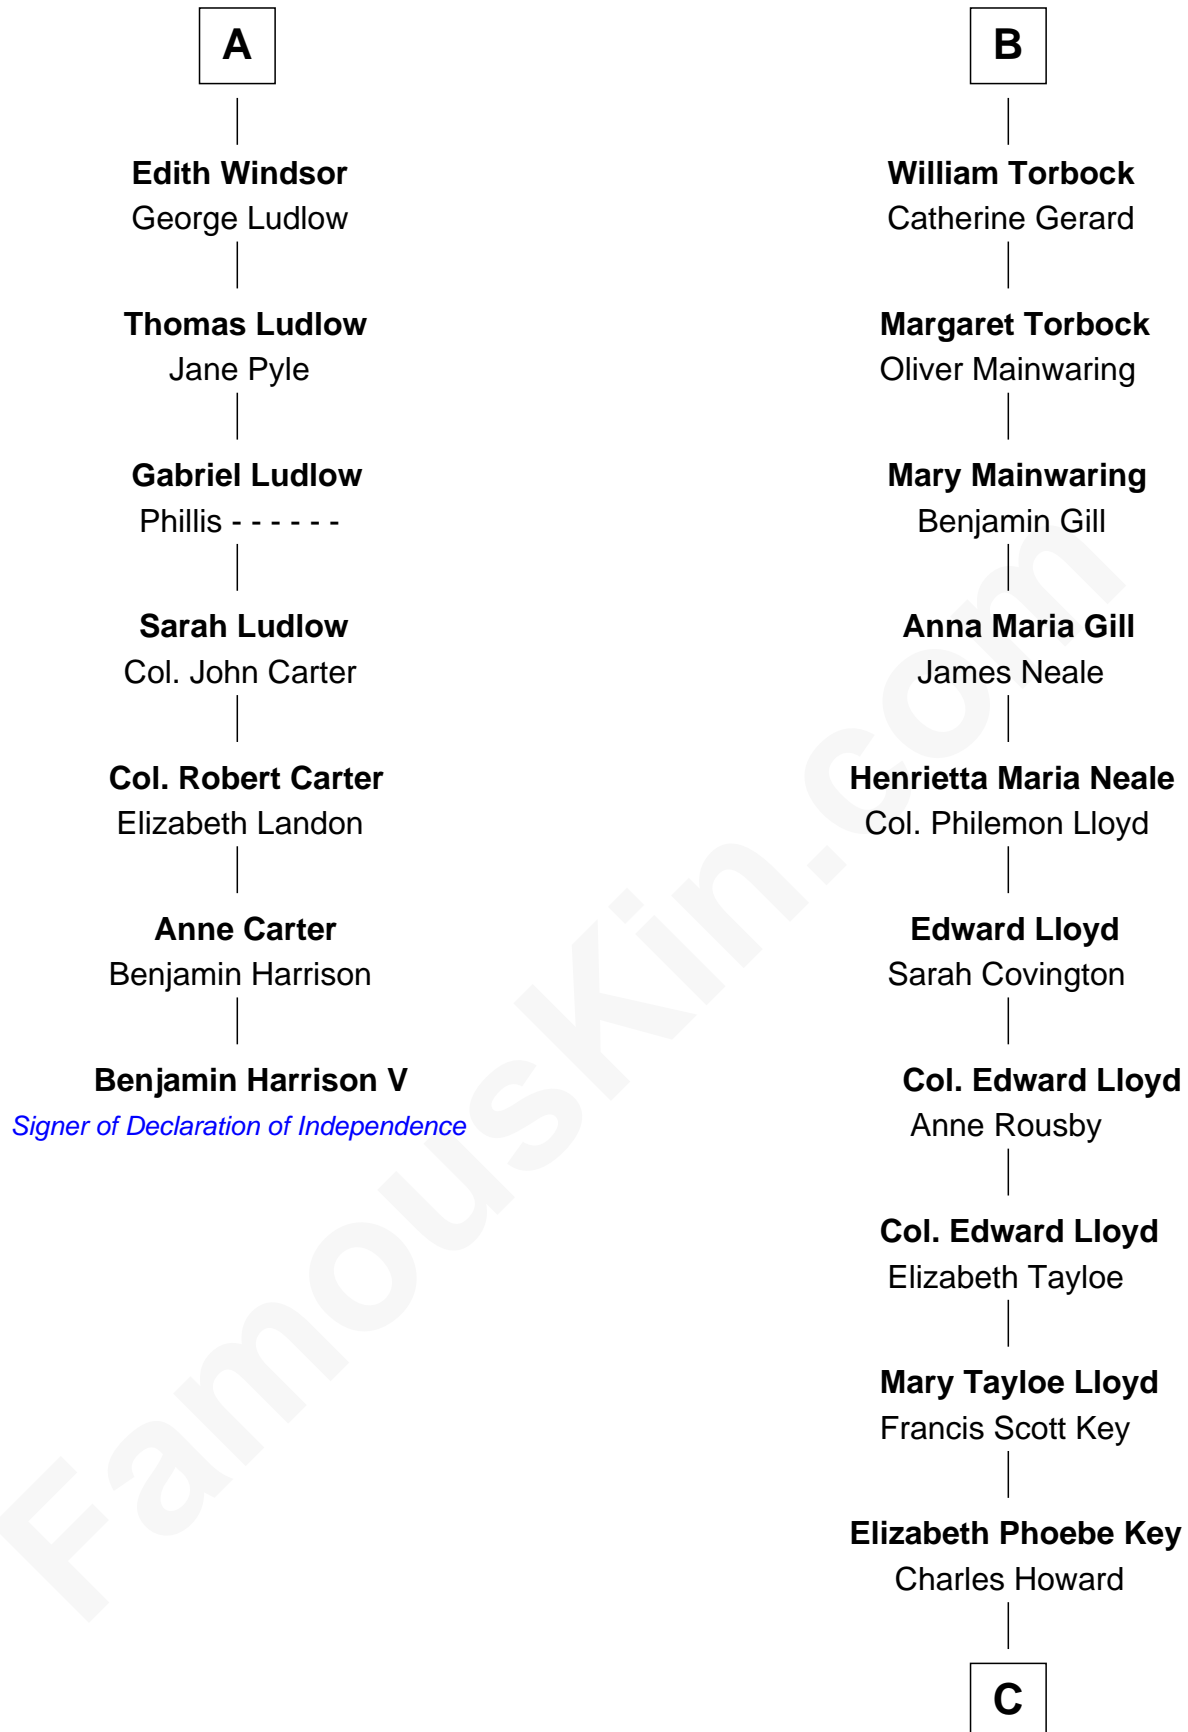 A
Edith Windsor
George Ludlow
Thomas Ludlow
Jane Pyle
Gabriel Ludlow
Phillis - - - - - -
Sarah Ludlow
Col. John Carter
Col. Robert Carter
Elizabeth Landon
Anne Carter
Benjamin Harrison
Benjamin Harrison V
Signer of Declaration of Independence
B
William Torbock
Catherine Gerard
Margaret Torbock
Oliver Mainwaring
Mary Mainwaring
Benjamin Gill
Anna Maria Gill
James Neale
Henrietta Maria Neale
Col. Philemon Lloyd
Edward Lloyd
Sarah Covington
Col. Edward Lloyd
Anne Rousby
Col. Edward Lloyd
Elizabeth Tayloe
Mary Tayloe Lloyd
Francis Scott Key
Elizabeth Phoebe Key
Charles Howard
C
FamousKin.com